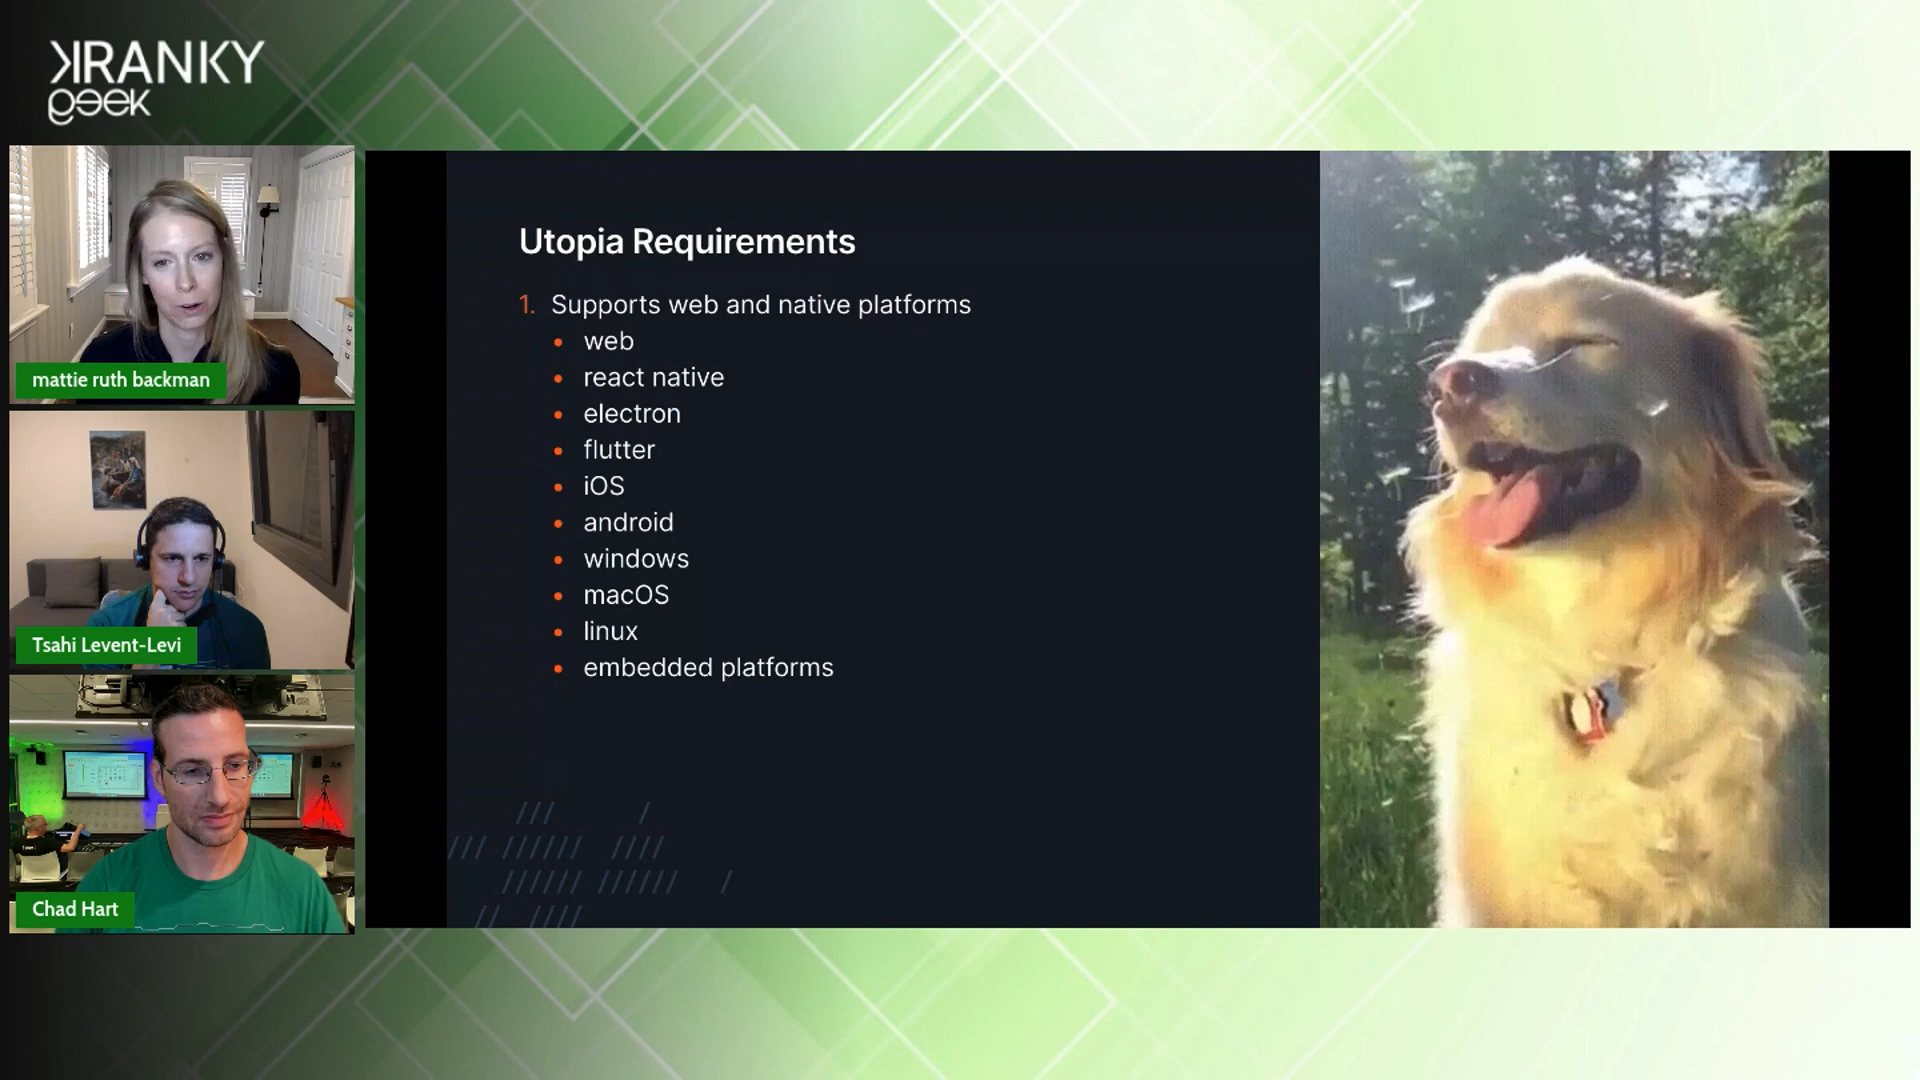 KRANKY
geek
mattie ruth backman
Tsahi Levent-Levi
Chad Hart
Utopia Requirements
1. Supports web and native platforms
• web
• react native
• electron
• flutter
• iOS
• android
• windows
• macOS
• linux
• embedded platforms